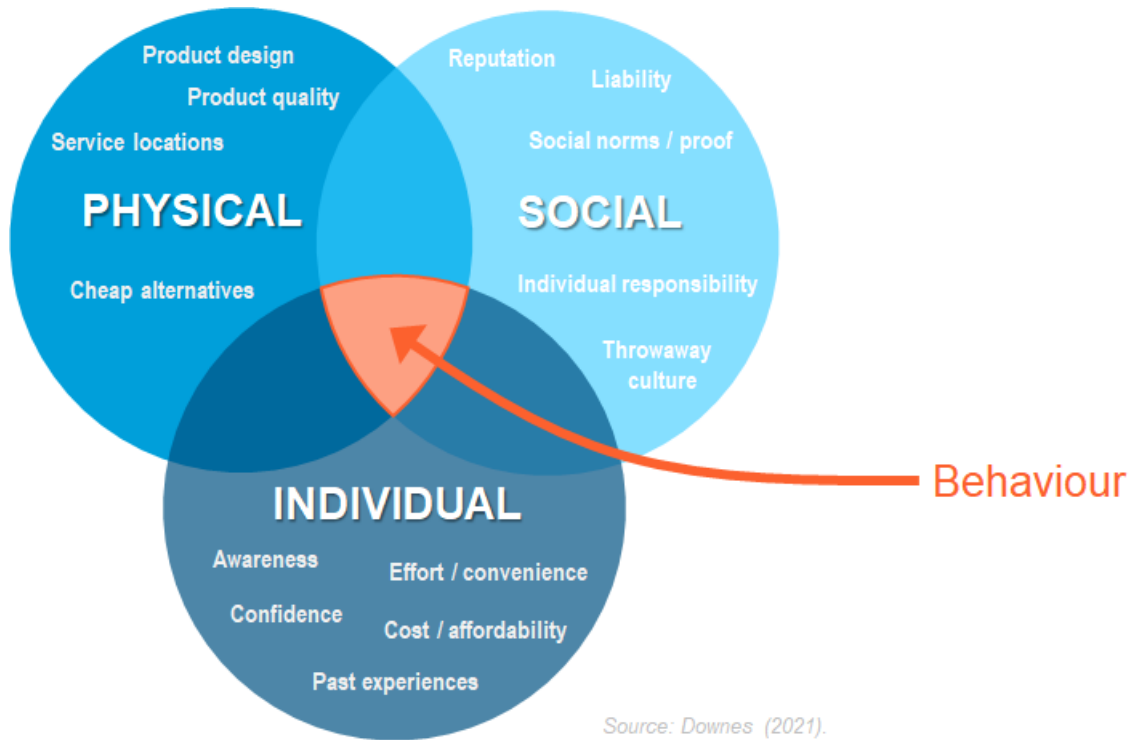 Product design
Product quality
Service locations
PHYSICAL
Cheap alternatives
Reputation
Liability
Social norms / proof
SOCIAL
Individual responsibility
Throwaway
culture
INDIVIDUAL
Awareness
Effort / convenience
Confidence
Cost / affordability
Past experiences
Behaviour
Source: Downes (2021).